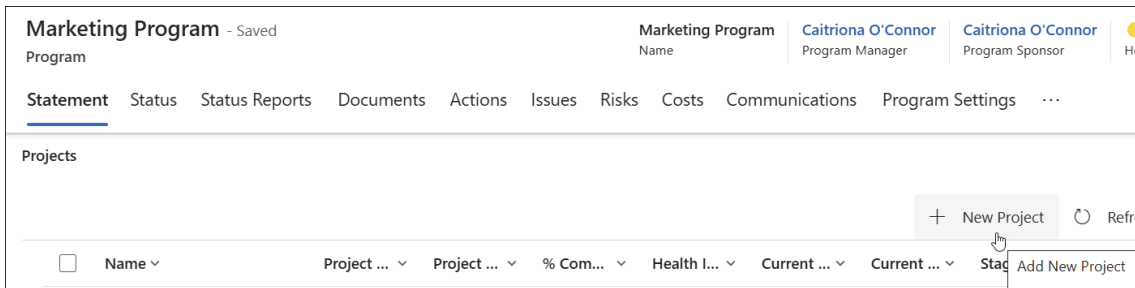 Marketing Program - Saved
Program
Marketing Program
Name
Caitriona O'Connor
Program Manager
Caitriona O'Connor
Program Sponsor
Statement Status Status Reports Documents Actions Issues Risks Costs Communications Program Settings ...
Projects
New Project Refr
Name Project ... Project ... % Com... Health I... Current ... Current ... Stag
Add New Project